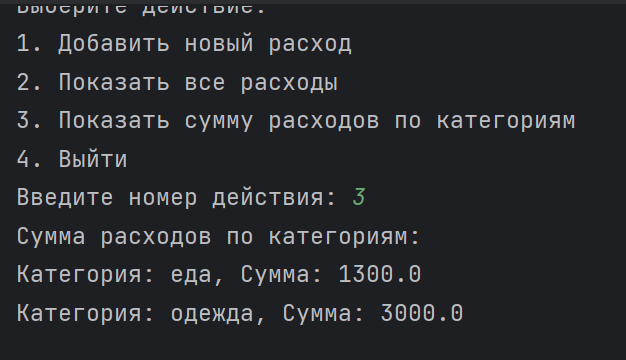 Выберите действие:
1. Добавить новый расход
2. Показать все расходы
3. Показать сумму расходов по категориям
4. Выйти
Введите номер действия: 3
Сумма расходов по категориям:
Категория: еда, Сумма: 1300.0
Категория: одежда, Сумма: 3000.0